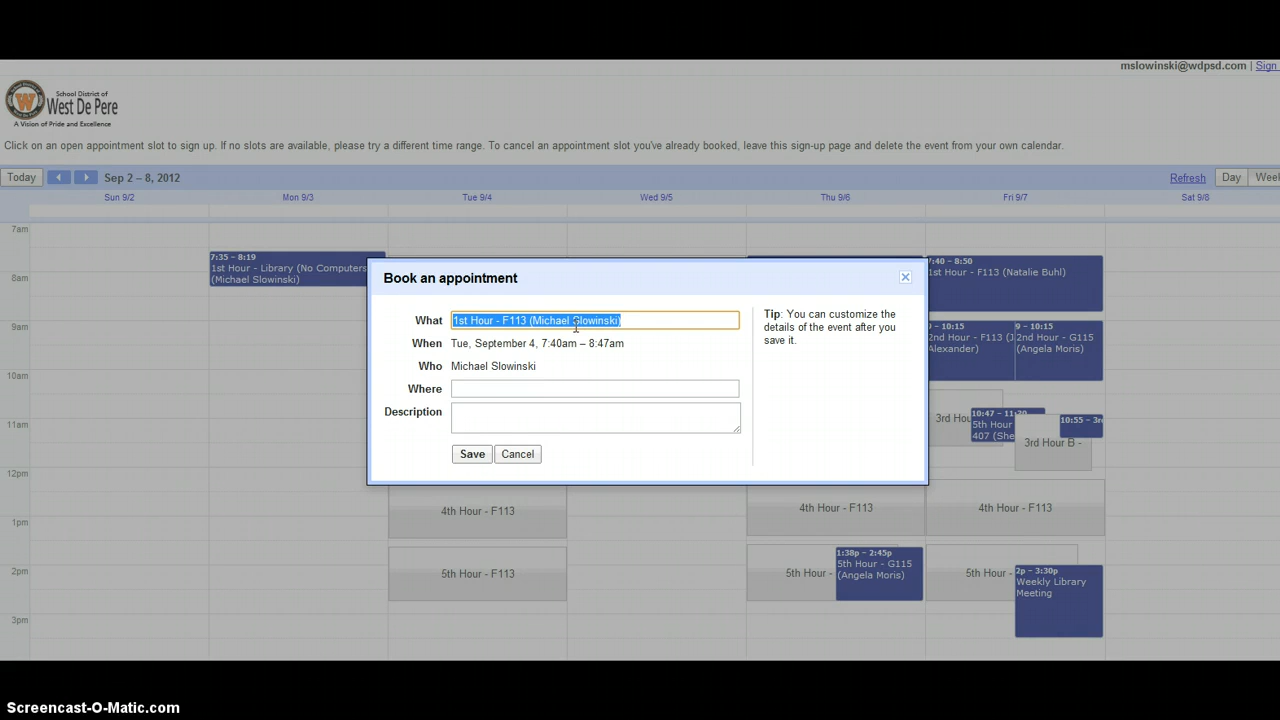 mslowinski@wdpsd.com | Sign
School District of
West De Pere
A Vision of Pride and Excellence
Click on an open appointment slot to sign up. If no slots are available, please try a different time range. To cancel an appointment slot you've already booked, leave this sign-up page and delete the event from your own calendar.
Today
Sep 2 – 8, 2012
Refresh
Day
Week
Sun 9/2
Mon 9/3
Tue 9/4
Wed 9/5
Thu 9/6
Fri 9/7
Sat 9/8
7am
8am
9am
10am
11am
12pm
1pm
2pm
3pm
7:35 – 8:19
1st Hour - Library (No Computers
(Michael Slowinski)
Book an appointment
What
1st Hour - F113 (Michael Slowinski)
When
Tue, September 4, 7:40am – 8:47am
Who
Michael Slowinski
Where
Description
Save
Cancel
Tip: You can customize the
details of the event after you
save it.
7:40 – 8:50
1st Hour - F113 (Natalie Buhl)
9 – 10:15
2nd Hour - F113 (J
Alexander)
9 – 10:15
2nd Hour - G115
(Angela Moris)
3rd Hou
10:47 – 11:30
5th Hour
407 (She
10:55 – 3r
3rd Hour B -
4th Hour - F113
5th Hour - F113
4th Hour - F113
4th Hour - F113
5th Hour -
1:38p – 2:45p
5th Hour - G115
(Angela Moris)
5th Hour -
2p – 3:30p
Weekly Library
Meeting
Screencast-O-Matic.com